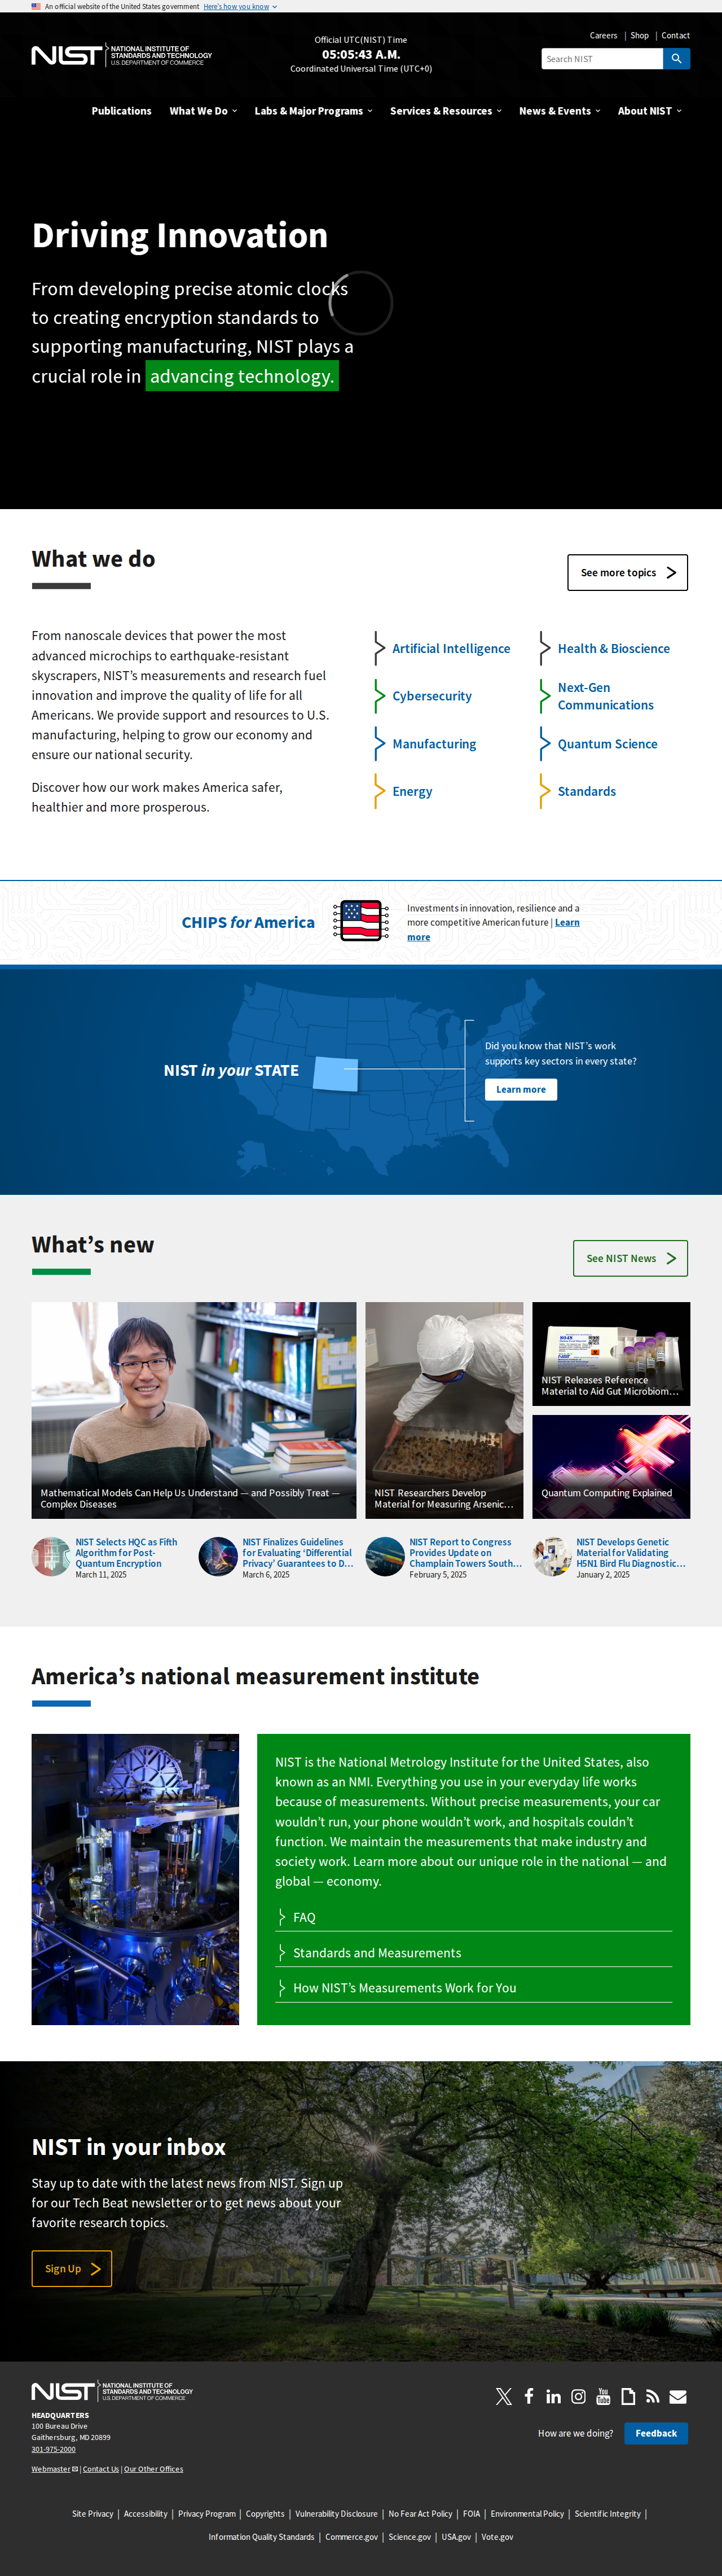 An official website of the United States government Here's how you know
NIST NATIONAL INSTITUTE OF
STANDARDS AND TECHNOLOGY
U.S. DEPARTMENT OF COMMERCE
Official UTC(NIST) Time
05:05:43 A.M.
Coordinated Universal Time (UTC+0)
Careers | Shop | Contact
Search NIST
Publications What We Do Labs & Major Programs Services & Resources News & Events About NIST
Driving Innovation
From developing precise atomic clocks
to creating encryption standards to
supporting manufacturing, NIST plays a
crucial role in advancing technology.
What we do
See more topics
From nanoscale devices that power the most
advanced microchips to earthquake-resistant
skyscrapers, NIST's measurements and research fuel
innovation and improve the quality of life for all
Americans. We provide support and resources to U.S.
manufacturing, helping to grow our economy and
ensure our national security.
Discover how our work makes America safer,
healthier and more prosperous.
Artificial Intelligence
Health & Bioscience
Cybersecurity
Next-Gen
Communications
Manufacturing
Quantum Science
Energy
Standards
CHIPS for America
Investments in innovation, resilience and a
more competitive American future | Learn
more
NIST in your STATE
Did you know that NIST's work
supports key sectors in every state?
Learn more
What's new
See NIST News
Mathematical Models Can Help Us Understand — and Possibly Treat —
Complex Diseases
NIST Researchers Develop
Material for Measuring Arsenic…
NIST Releases Reference
Material to Aid Gut Microbiom…
Quantum Computing Explained
NIST Selects HQC as Fifth
Algorithm for Post-
Quantum Encryption
March 11, 2025
NIST Finalizes Guidelines
for Evaluating 'Differential
Privacy' Guarantees to D…
March 6, 2025
NIST Report to Congress
Provides Update on
Champlain Towers South…
February 5, 2025
NIST Develops Genetic
Material for Validating
H5N1 Bird Flu Diagnostic…
January 2, 2025
America's national measurement institute
NIST is the National Metrology Institute for the United States, also
known as an NMI. Everything you use in your everyday life works
because of measurements. Without precise measurements, your car
wouldn't run, your phone wouldn't work, and hospitals couldn't
function. We maintain the measurements that make industry and
society work. Learn more about our unique role in the national — and
global — economy.
FAQ
Standards and Measurements
How NIST's Measurements Work for You
NIST in your inbox
Stay up to date with the latest news from NIST. Sign up
for our Tech Beat newsletter or to get news about your
favorite research topics.
Sign Up
NIST NATIONAL INSTITUTE OF
STANDARDS AND TECHNOLOGY
U.S. DEPARTMENT OF COMMERCE
You
Tube
HEADQUARTERS
100 Bureau Drive
Gaithersburg, MD 20899
301-975-2000
How are we doing? Feedback
Webmaster | Contact Us | Our Other Offices
Site Privacy | Accessibility | Privacy Program | Copyrights | Vulnerability Disclosure | No Fear Act Policy | FOIA | Environmental Policy | Scientific Integrity |
Information Quality Standards | Commerce.gov | Science.gov | USA.gov | Vote.gov